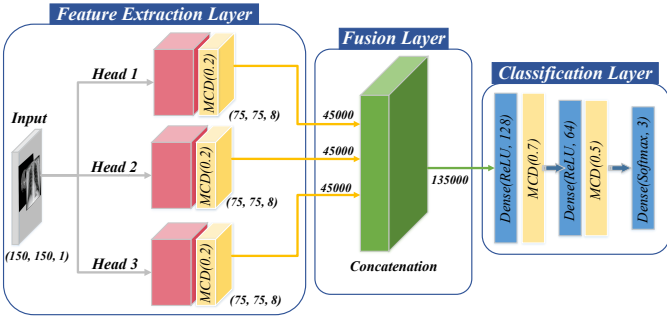 Feature Extraction Layer
Input
(150, 150, 1)
Head 1
MCD(0.2)
(75, 75, 8)
Head 2
MCD(0.2)
(75, 75, 8)
Head 3
MCD(0.2)
(75, 75, 8)
Fusion Layer
45000
45000
45000
Concatenation
135000
Classification Layer
Dense(ReLU, 128)
MCD(0.7)
Dense(ReLU, 64)
MCD(0.5)
Dense(Softmax, 3)